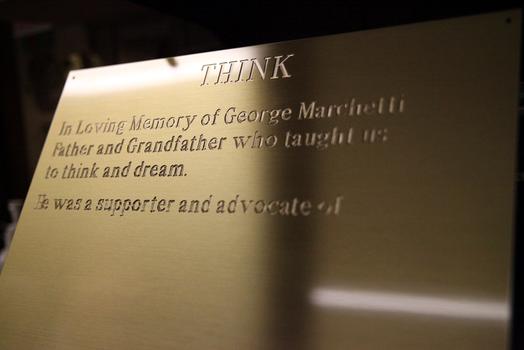 THINK
In Loving Memory of George Marchetti
Father and Grandfather who taught us
to think and dream.
He was a supporter and advocate of